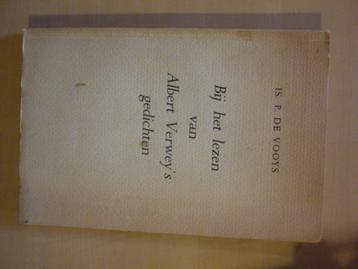 IS. P. DE VOOYS
Bij het lezen
van
Albert Verwey's
gedichten